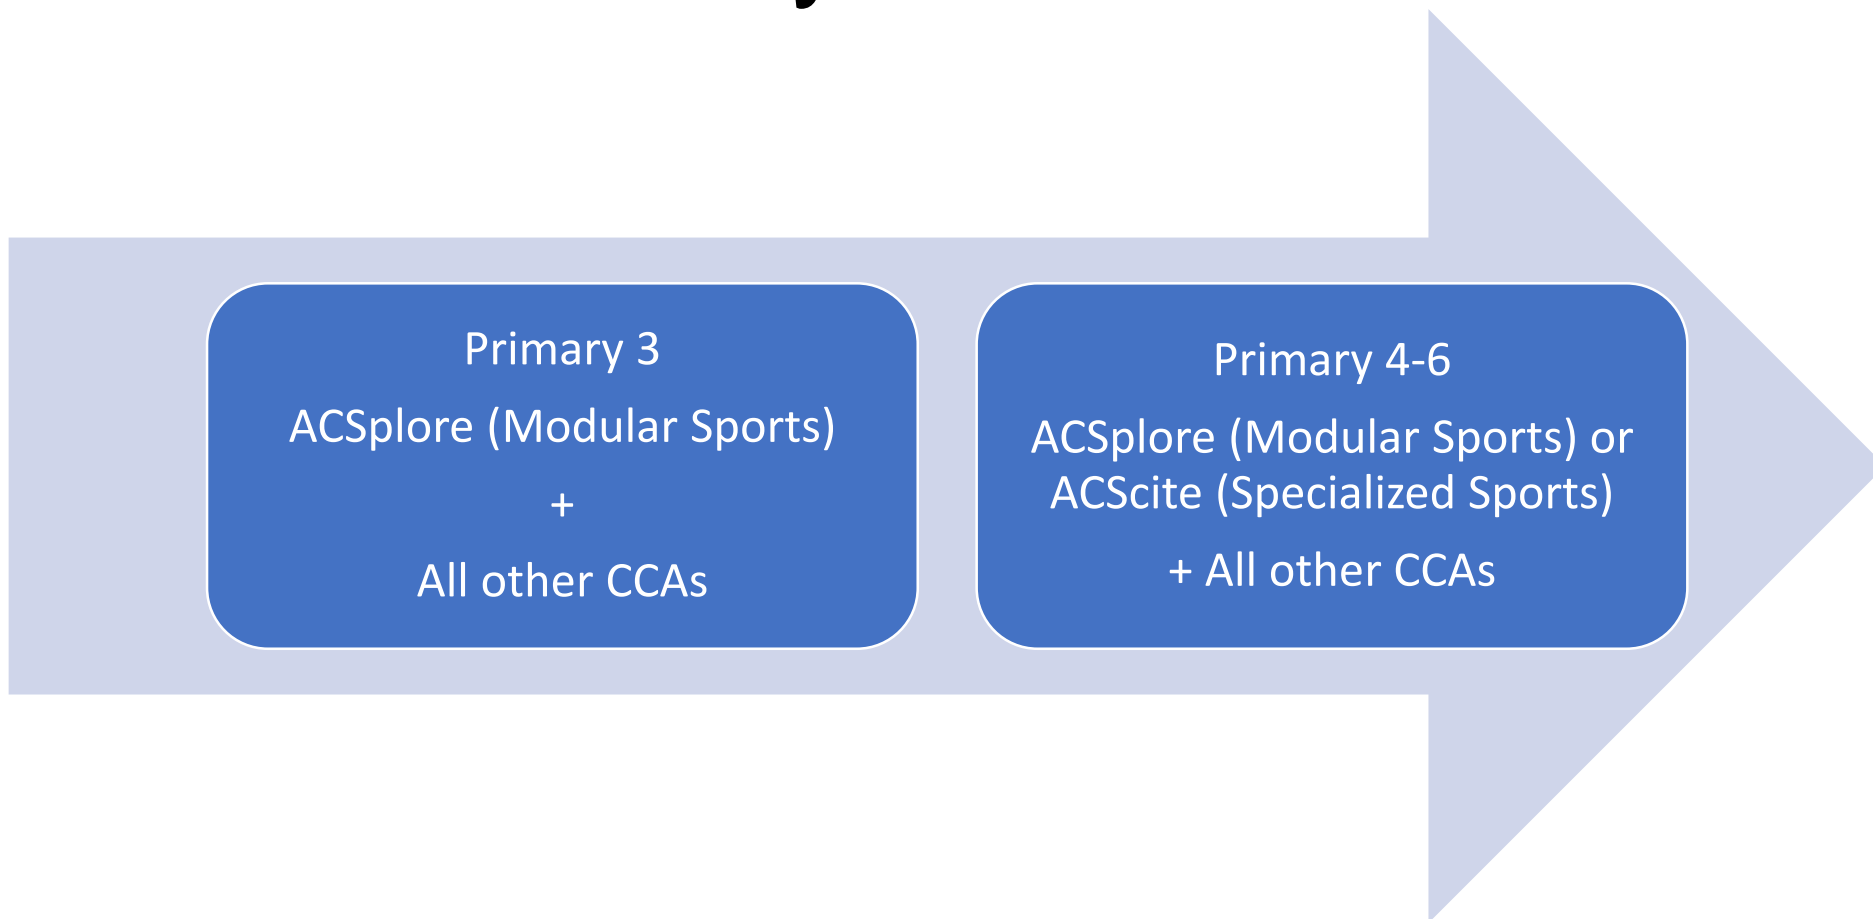 Primary 3
ACSplore (Modular Sports)
+
All other CCAs
Primary 4-6
ACSplore (Modular Sports) or
ACScite (Specialized Sports)
+ All other CCAs